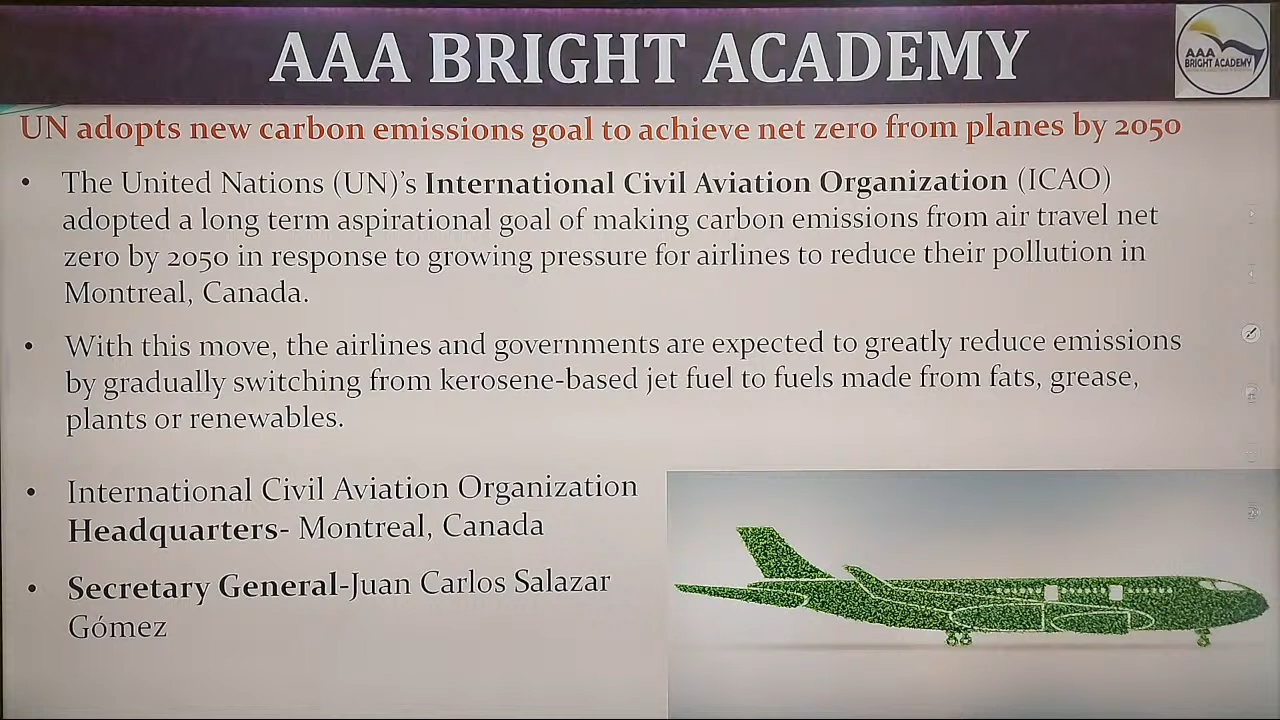 AAA BRIGHT ACADEMY
AAA
BRIGHT ACADEMY
UN adopts new carbon emissions goal to achieve net zero from planes by 2050
• The United Nations (UN)'s International Civil Aviation Organization (ICAO)
adopted a long term aspirational goal of making carbon emissions from air travel net
zero by 2050 in response to growing pressure for airlines to reduce their pollution in
Montreal, Canada.
• With this move, the airlines and governments are expected to greatly reduce emissions
by gradually switching from kerosene-based jet fuel to fuels made from fats, grease,
plants or renewables.
• International Civil Aviation Organization
Headquarters- Montreal, Canada
• Secretary General-Juan Carlos Salazar
Gómez